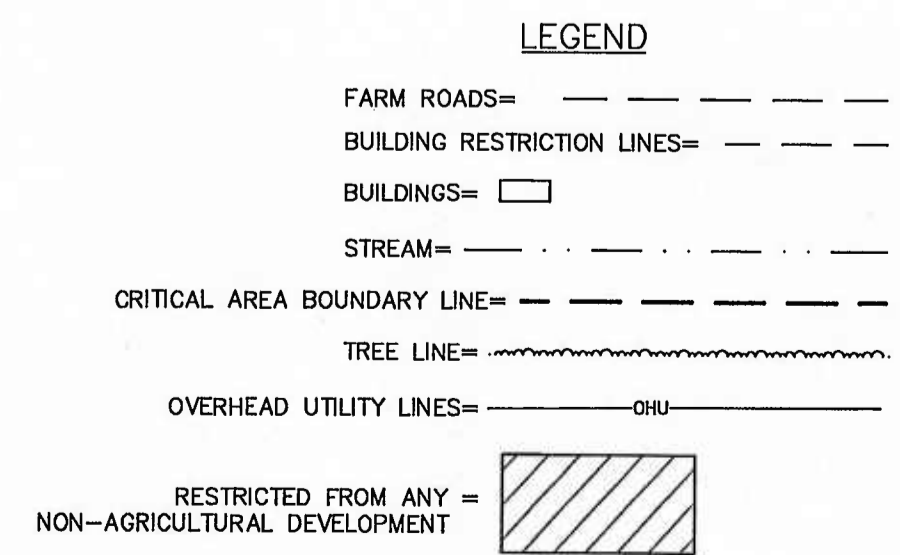 LEGEND
FARM ROADS=
BUILDING RESTRICTION LINES=
BUILDINGS=
STREAM=
CRITICAL AREA BOUNDARY LINE=
TREE LINE=
OVERHEAD UTILITY LINES= OHU
RESTRICTED FROM ANY =
NON-AGRICULTURAL DEVELOPMENT